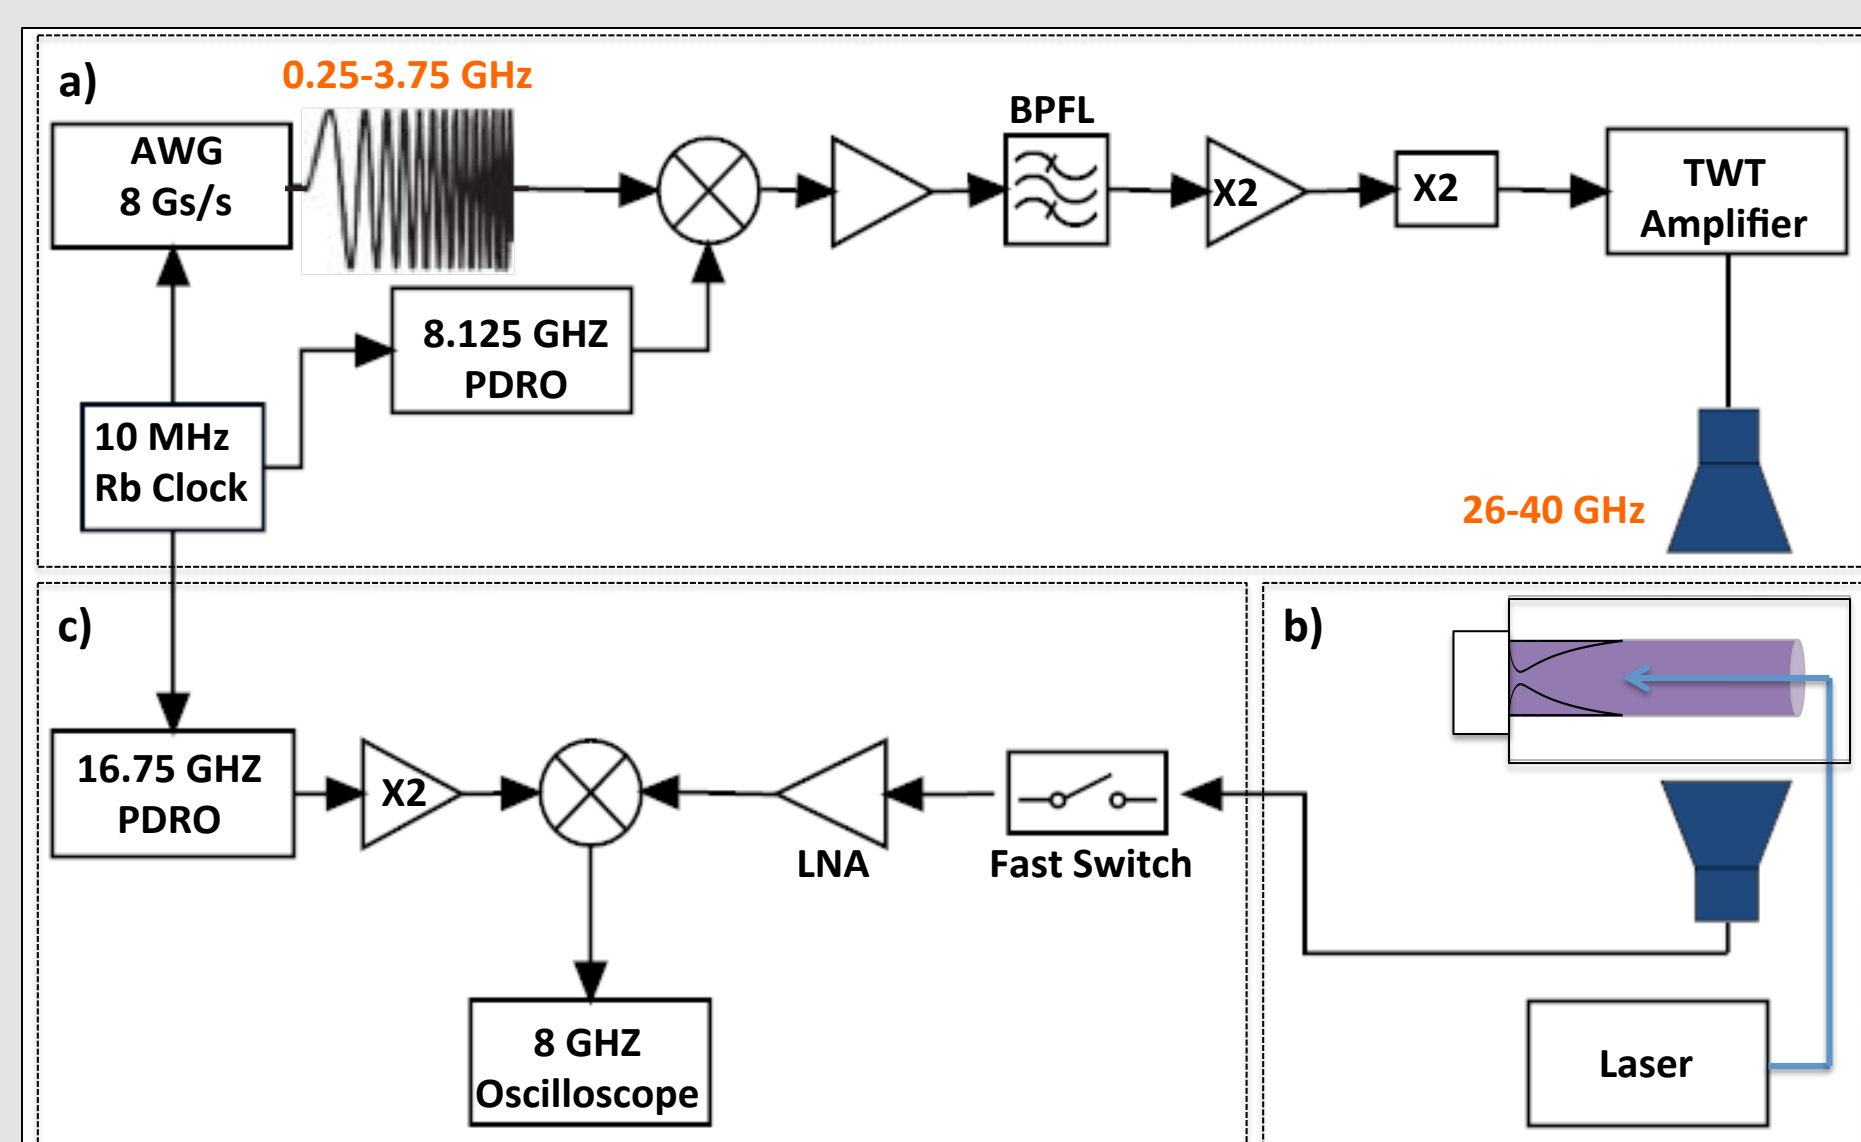 a)
0.25-3.75 GHz
AWG
8 Gs/s
BPFL
X2
X2
TWT
Amplifier
8.125 GHZ
PDRO
10 MHz
Rb Clock
26-40 GHz
c)
16.75 GHZ
PDRO
X2
LNA
Fast Switch
8 GHZ
Oscilloscope
b)
Laser